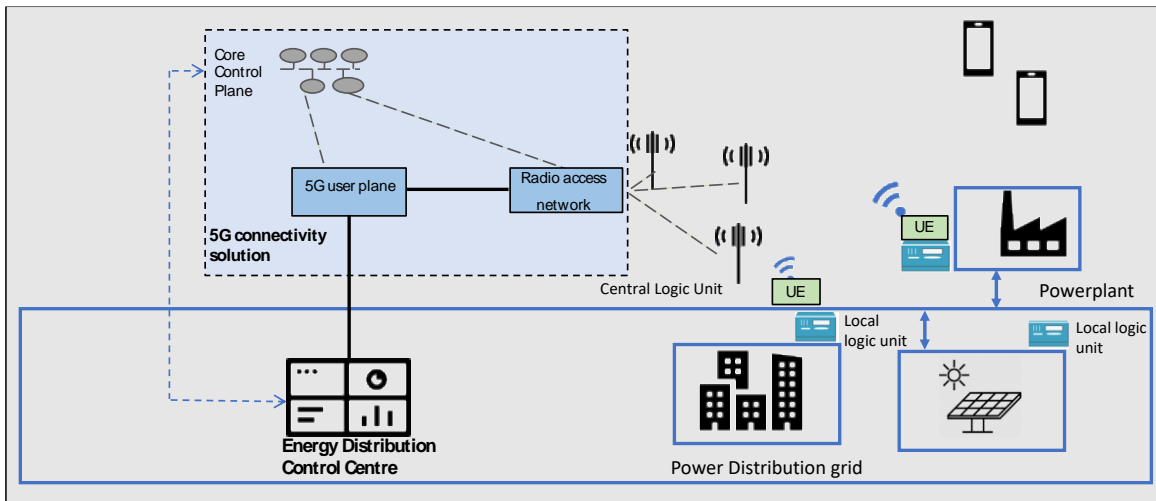 Core
Control
Plane
5G user plane
Radio access
network
5G connectivity
solution
Central Logic Unit
UE
UE
Powerplant
Local
logic unit
Local logic
unit
Energy Distribution
Control Centre
Power Distribution grid